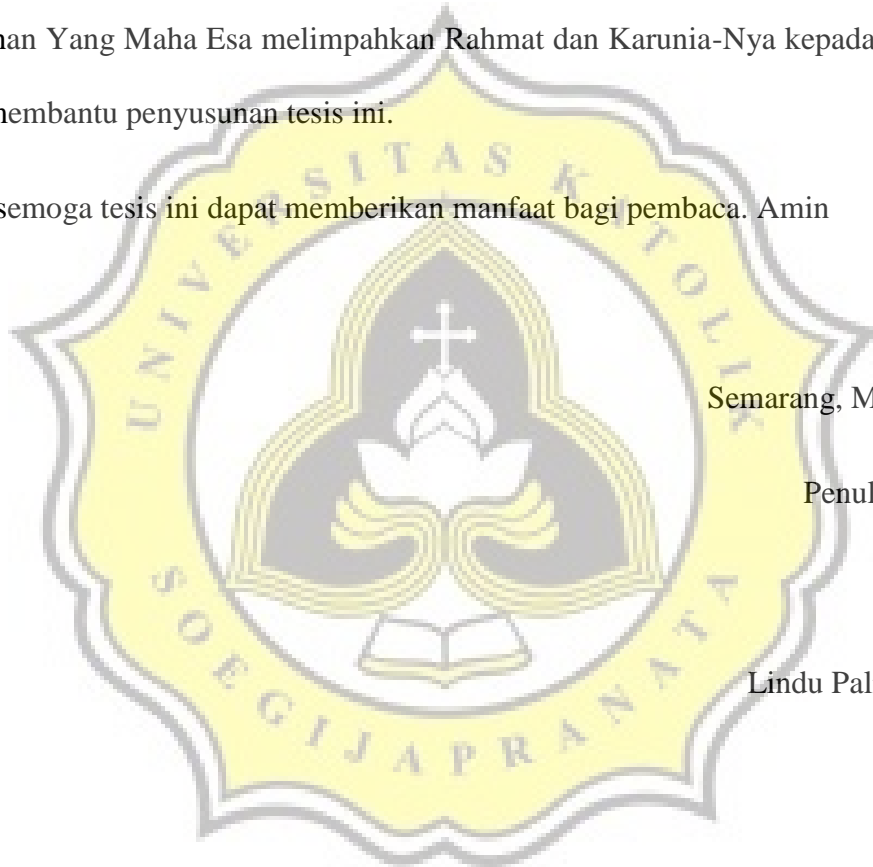 han Yang Maha Esa melimpahkan Rahmat dan Karunia-Nya kepada
membantu penyusunan tesis ini.
semoga tesis ini dapat memberikan manfaat bagi pembaca. Amin
Semarang, M
Penul
Lindu Pal
UNIVERSITAS KATOLIK
SOEGIJAPRANATA